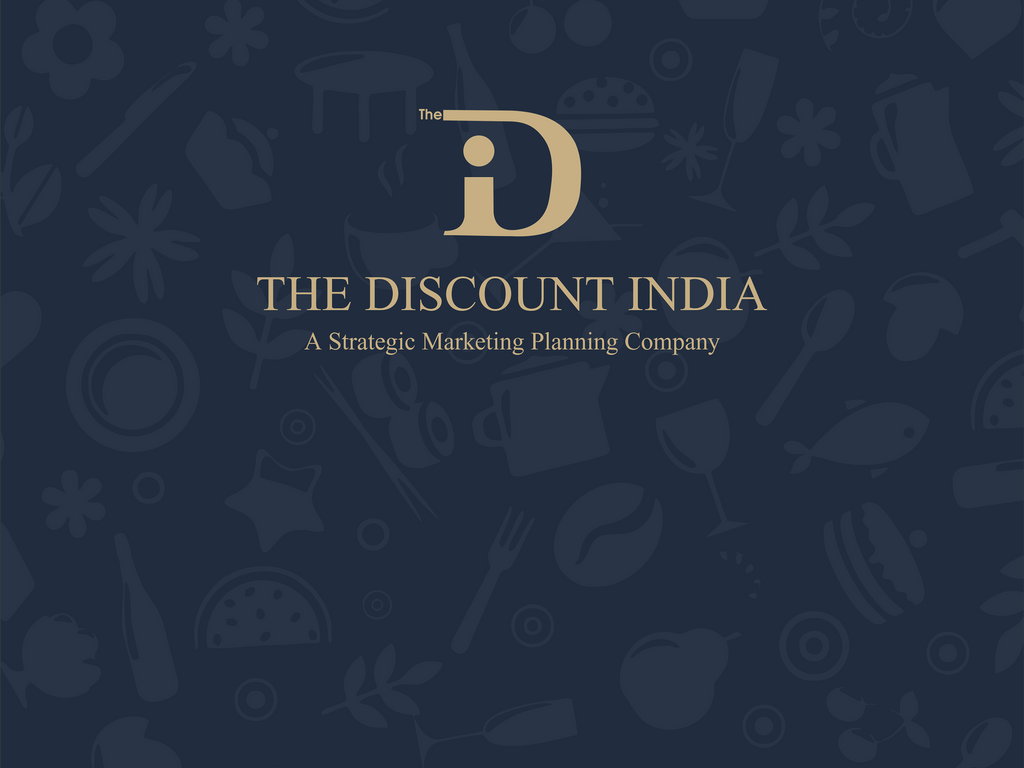 The
iD
THE DISCOUNT INDIA
A Strategic Marketing Planning Company